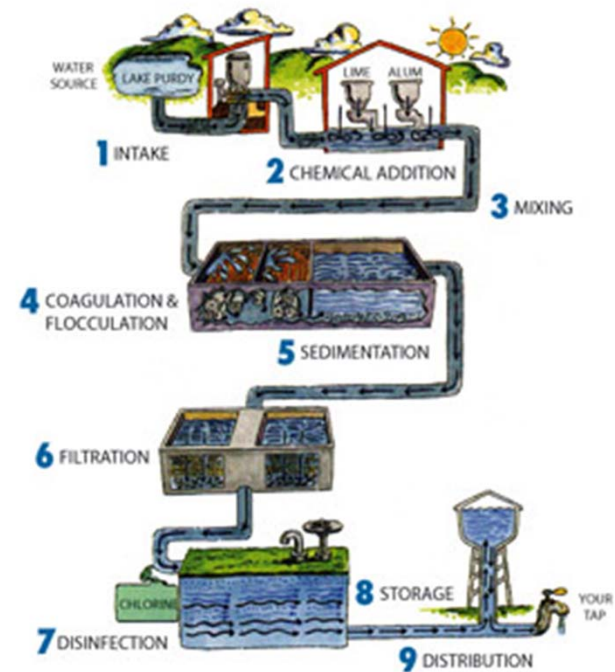 WATER
SOURCE
LAKE PURDY
LIME ALUM
1 INTAKE
2 CHEMICAL ADDITION
3 MIXING
4 COAGULATION &
FLOCCULATION
5 SEDIMENTATION
6 FILTRATION
CHLORINE
7 DISINFECTION
8 STORAGE
YOUR
TAP
9 DISTRIBUTION